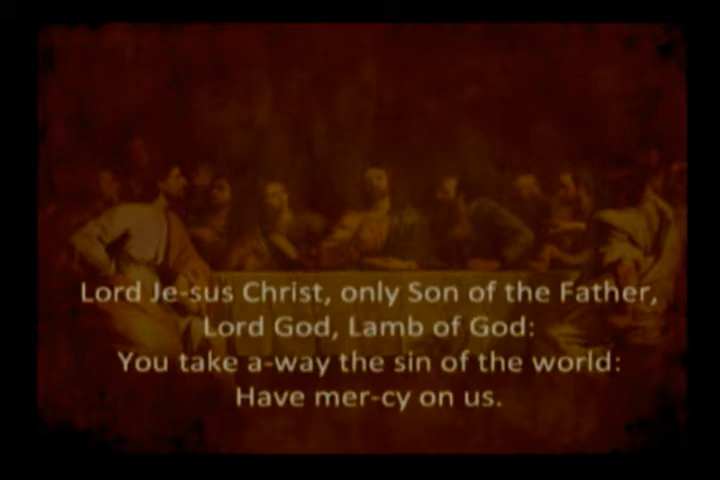 Lord Je-sus Christ, only Son of the Father,
Lord God, Lamb of God:
You take a-way the sin of the world:
Have mer-cy on us.